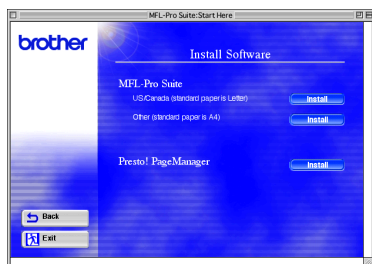 MFL-Pro Suite:Start Here
brother
Install Software
MFL-Pro Suite
US/Canada (standard paper is Letter) Install
Other (standard paper is A4) Install
Presto! PageManager Install
Back
Exit